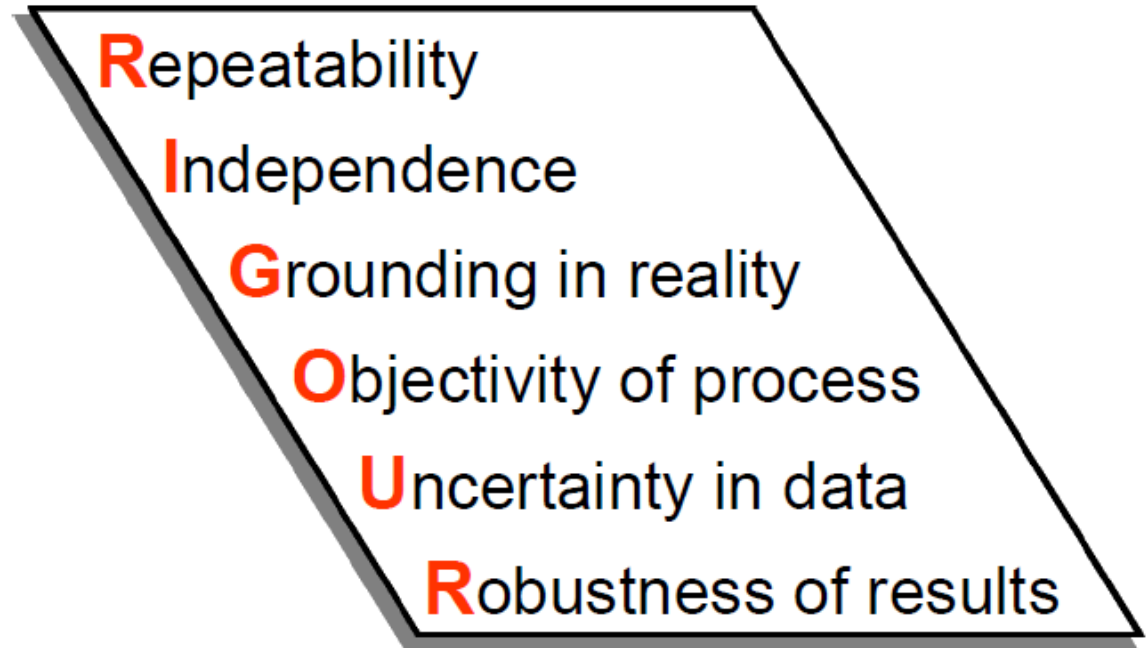 Repeatability
Independence
Grounding in reality
Objectivity of process
Uncertainty in data
Robustness of results